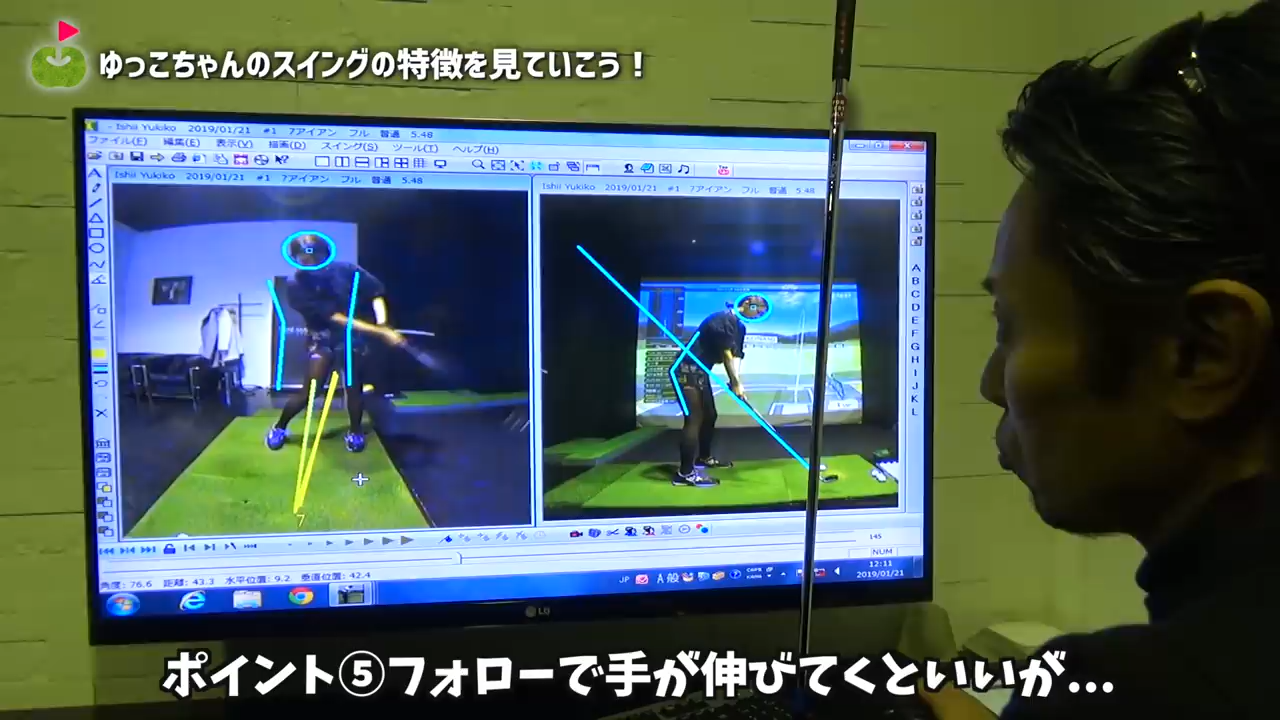 ゆっこちゃんのスイングの特徴を見ていこう！
- Ishii Yukiko 2019/01/21 #1 7アイアン フル 普通 5.48
ファイル(F) 編集(E) 表示(V) 描画(D) スイング(S) ツール(T) ヘルプ(H)
Ishii Yukiko 2019/01/21 #1 7アイアン フル 普通 5.48
Ishii Yukiko 2019/01/21 #1 7アイアン フル 普通 5.48
A
B
C
D
E
F
G
H
I
J
K
L
7
145
NUM
角度: 76.6 距離: 43.3 水平位置: 9.2 垂直位置: 42.4
JP A 般
12:11
2019/01/21
LG
ポイント⑤フォローで手が伸びてくといいが…